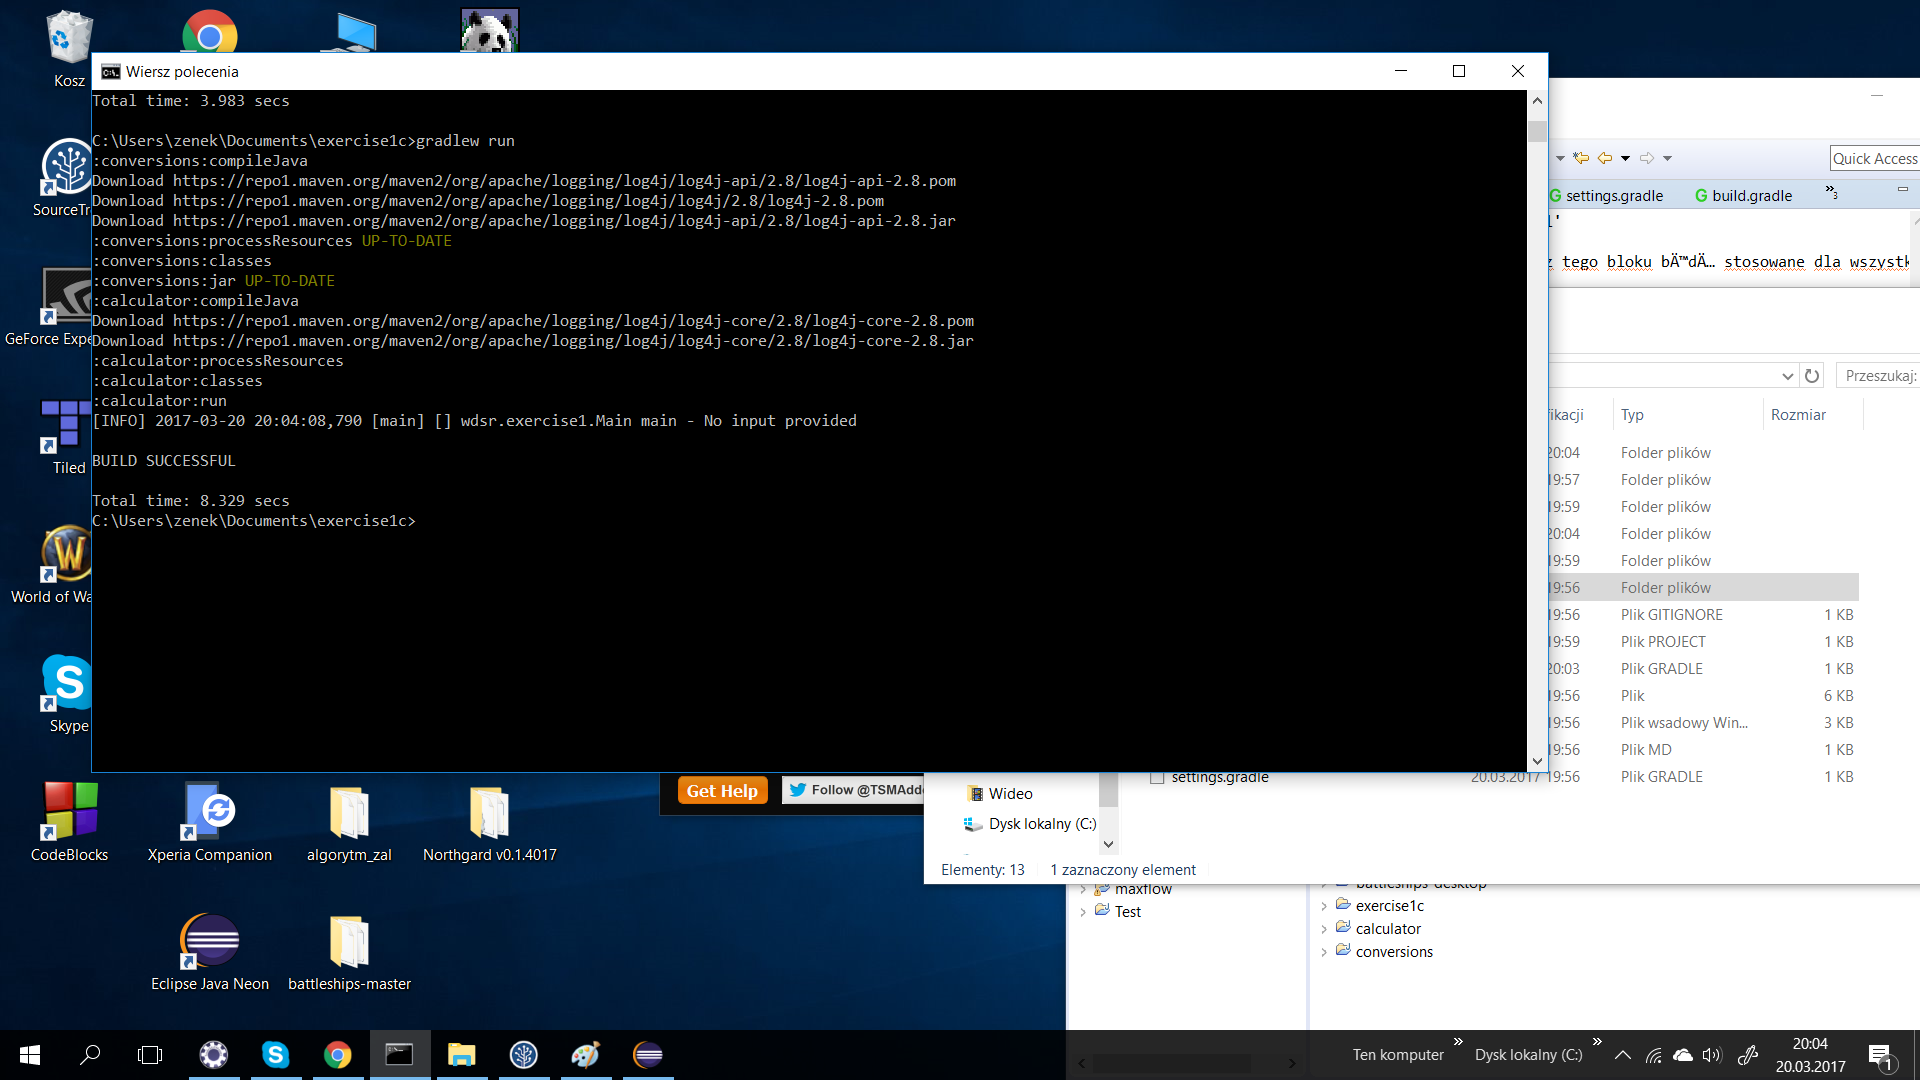 Kosz
SourceTr
GeForce Expe
Tiled
World of Wa
Skype
CodeBlocks
Xperia Companion
algorytm_zal
Northgard v0.1.4017
Eclipse Java Neon
battleships-master
Wiersz polecenia
Total time: 3.983 secs
C:\Users\zenek\Documents\exercise1c>gradlew run
:conversions:compileJava
Download https://repo1.maven.org/maven2/org/apache/logging/log4j/log4j-api/2.8/log4j-api-2.8.pom
Download https://repo1.maven.org/maven2/org/apache/logging/log4j/log4j/2.8/log4j-2.8.pom
Download https://repo1.maven.org/maven2/org/apache/logging/log4j/log4j-api/2.8/log4j-api-2.8.jar
:conversions:processResources UP-TO-DATE
:conversions:classes
:conversions:jar UP-TO-DATE
:calculator:compileJava
Download https://repo1.maven.org/maven2/org/apache/logging/log4j/log4j-core/2.8/log4j-core-2.8.pom
Download https://repo1.maven.org/maven2/org/apache/logging/log4j/log4j-core/2.8/log4j-core-2.8.jar
:calculator:processResources
:calculator:classes
:calculator:run
[INFO] 2017-03-20 20:04:08,790 [main] [] wdsr.exercise1.Main main - No input provided
BUILD SUCCESSFUL
Total time: 8.329 secs
C:\Users\zenek\Documents\exercise1c>
Quick Access
G settings.gradle G build.gradle »3
l'
z tego bloku bÄ™dÄ… stosowane dla wszystk
Przeszukaj:
fikacji Typ Rozmiar
20:04 Folder plików
19:57 Folder plików
19:59 Folder plików
20:04 Folder plików
19:59 Folder plików
19:56 Folder plików
19:56 Plik GITIGNORE 1 KB
19:59 Plik PROJECT 1 KB
20:03 Plik GRADLE 1 KB
19:56 Plik 6 KB
19:56 Plik wsadowy Win... 3 KB
19:56 Plik MD 1 KB
settings.gradle 20.03.2017 19:56 Plik GRADLE 1 KB
Get Help
Follow @TSMAdd
Wideo
Dysk lokalny (C:)
Elementy: 13 1 zaznaczony element
maxflow
Test
battleships-desktop
exercise1c
calculator
conversions
Ten komputer » Dysk lokalny (C:) »
20:04
20.03.2017
1